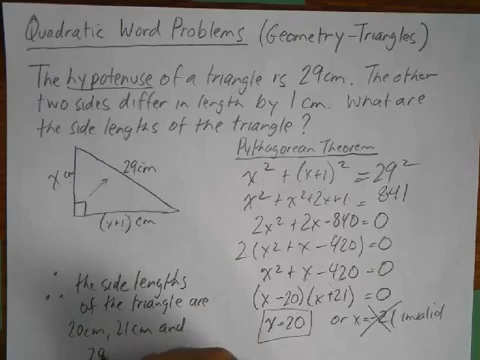 Quadratic Word Problems (Geometry-Triangles)
The hypotenuse of a triangle is 29cm. The other
two sides differ in length by 1cm. What are
the side lengths of the triangle?
x cm
29cm
(x+1) cm
Pythagorean Theorem
x² + (x+1)² = 29²
x² + x² + 2x + 1 = 841
2x² + 2x - 840 = 0
2(x² + x - 420) = 0
x² + x - 420 = 0
(x-20)(x+21) = 0
x=20 or x=-21 invalid
∴ the side lengths
of the triangle are
20cm, 21cm and
29